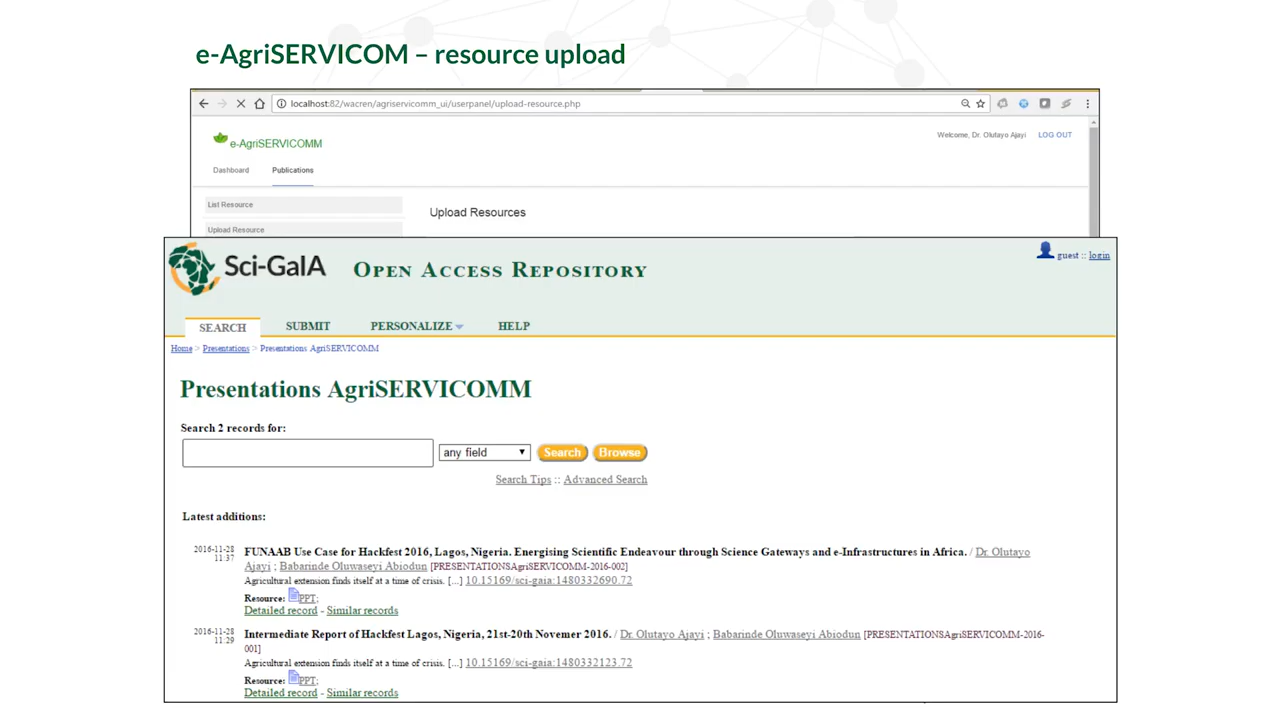 e-AgriSERVICOM – resource upload
localhost:82/wacren/agriservicomm_ui/userpanel/upload-resource.php
e-AgriSERVICOMM
Welcome, Dr. Olutayo Ajayi LOG OUT
Dashboard Publications
List Resource
Upload Resources
Upload Resource
Sci-GaIA OPEN ACCESS REPOSITORY
guest :: login
SEARCH SUBMIT PERSONALIZE HELP
Home > Presentations > Presentations AgriSERVICOMM
Presentations AgriSERVICOMM
Search 2 records for:
any field Search Browse
Search Tips :: Advanced Search
Latest additions:
2016-11-28
11:37
FUNAAB Use Case for Hackfest 2016, Lagos, Nigeria. Energising Scientific Endeavour through Science Gateways and e-Infrastructures in Africa. / Dr. Olutayo
Ajayi ; Babarinde Oluwaseyi Abiodun [PRESENTATIONSAgriSERVICOMM-2016-002]
Agricultural extension finds itself at a time of crisis. [...] 10.15169/sci-gaia:1480332690.72
Resource: PPT;
Detailed record - Similar records
2016-11-28
11:29
Intermediate Report of Hackfest Lagos, Nigeria, 21st-20th Novemer 2016. / Dr. Olutayo Ajayi ; Babarinde Oluwaseyi Abiodun [PRESENTATIONSAgriSERVICOMM-2016-
001]
Agricultural extension finds itself at a time of crisis. [...] 10.15169/sci-gaia:1480332123.72
Resource: PPT;
Detailed record - Similar records